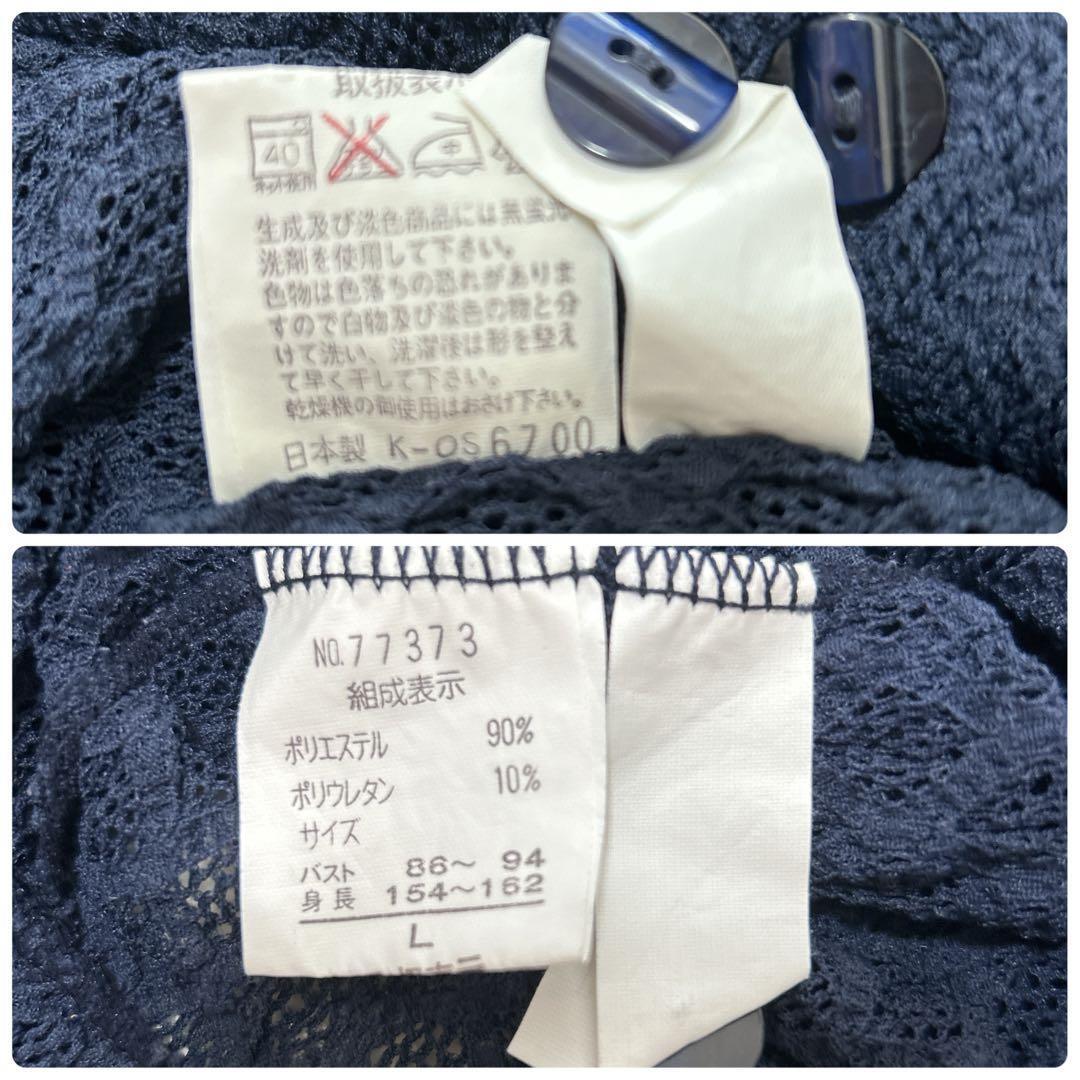 取扱表
40
ネット使用
生成及び淡色商品には無蛍光
洗剤を使用して下さい。
色物は色落ちの恐れがありま
すので白物及び淡色の物と分
けて洗い、洗濯後は形を整え
て早く干して下さい。
乾燥機の御使用はおさけ下さい。
日本製 K-OS6700
NO.77373
組成表示
ポリエステル 90%
ポリウレタン 10%
サイズ
バスト 86〜 94
身長 154〜162
L